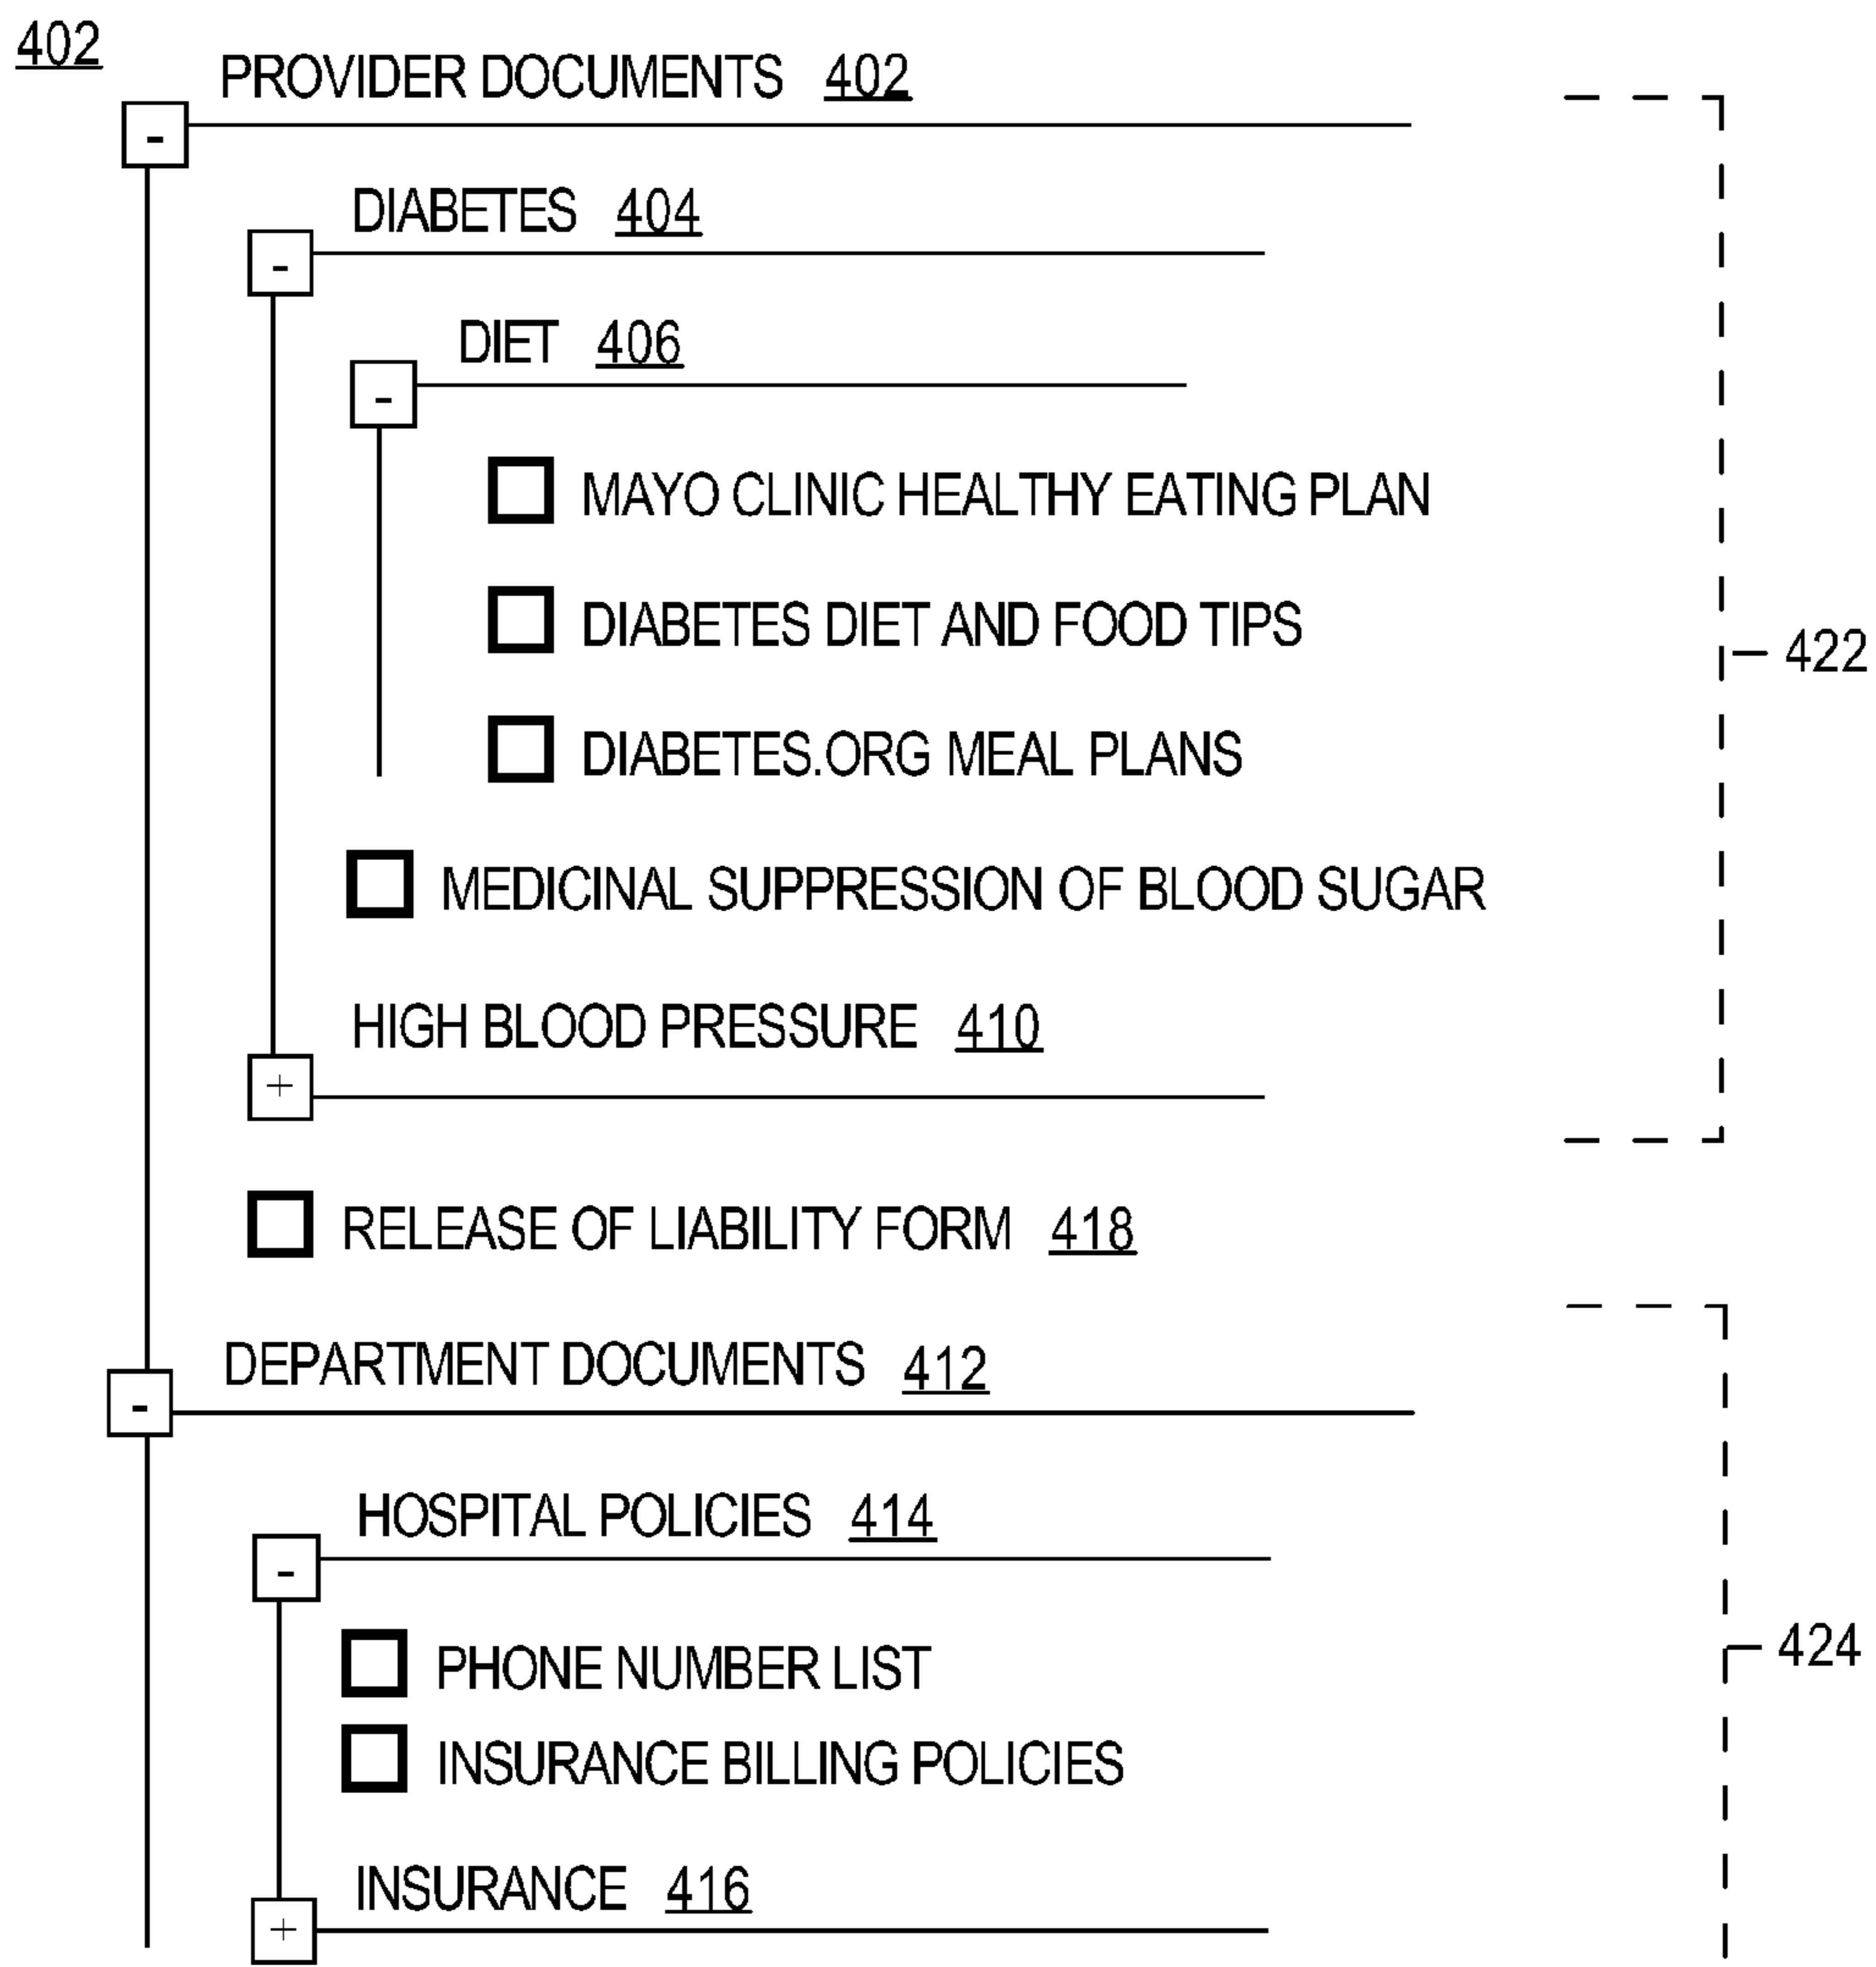 402
PROVIDER DOCUMENTS 402
-
DIABETES 404
-
DIET 406
-
MAYO CLINIC HEALTHY EATING PLAN
DIABETES DIET AND FOOD TIPS
422
DIABETES.ORG MEAL PLANS
MEDICINAL SUPPRESSION OF BLOOD SUGAR
HIGH BLOOD PRESSURE 410
+
RELEASE OF LIABILITY FORM 418
DEPARTMENT DOCUMENTS 412
-
HOSPITAL POLICIES 414
-
424
PHONE NUMBER LIST
INSURANCE BILLING POLICIES
INSURANCE 416
+